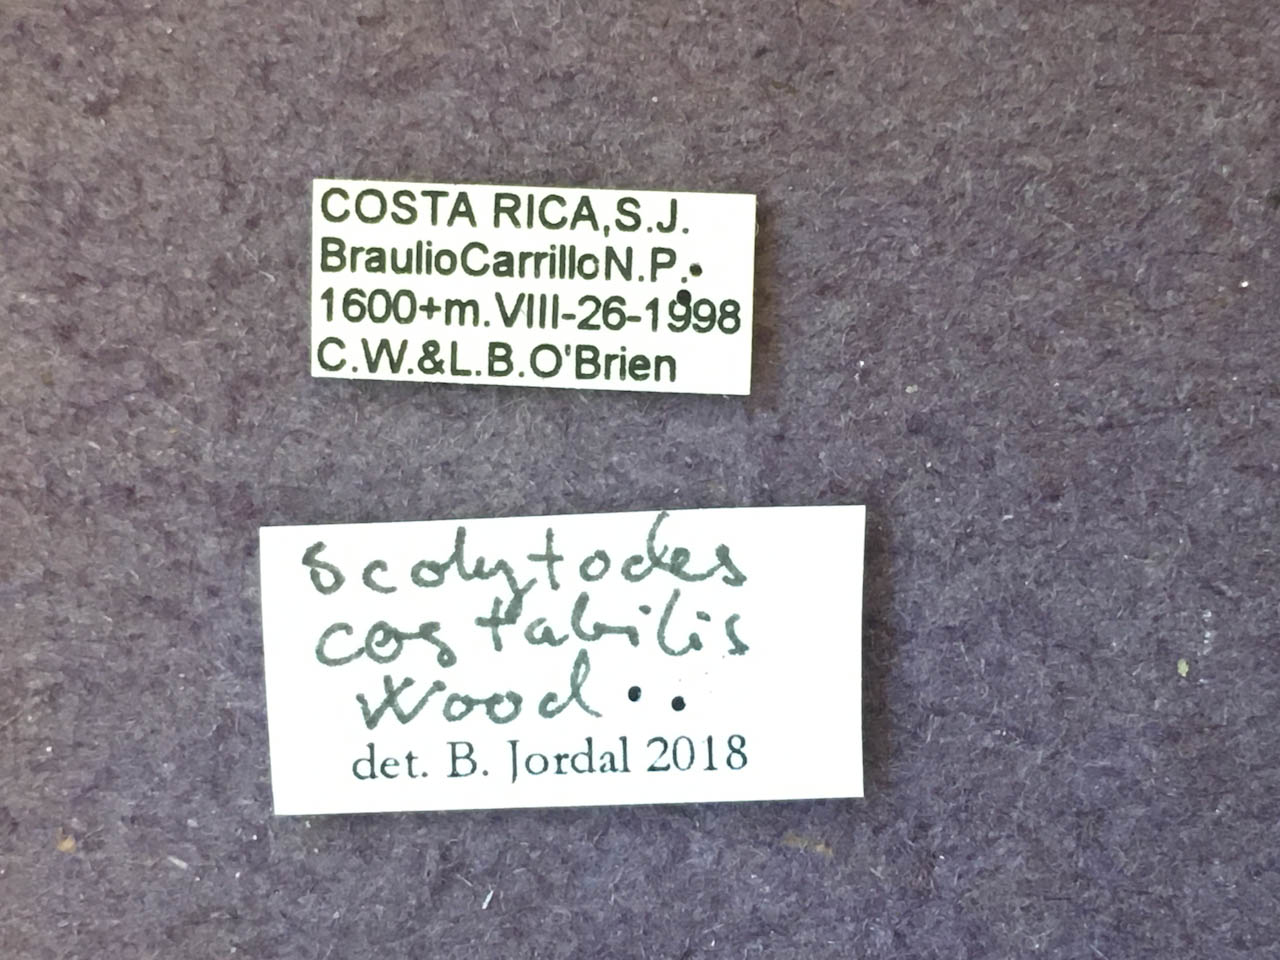 COSTA RICA,S.J.
BraulioCarrilloN.P.
1600+m.VIII-26-1998
C.W.&L.B.O'Brien
Scolytodes
costabilis
Wood
det. B. Jordal 2018